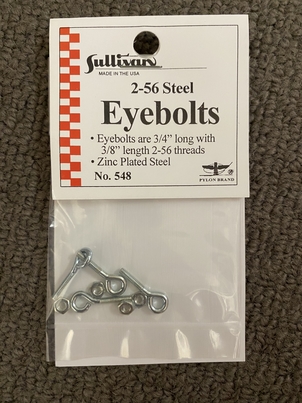 Sullivan
MADE IN THE USA
2-56 Steel
Eyebolts
• Eyebolts are 3/4" long with
3/8" length 2-56 threads
• Zinc Plated Steel
No. 548
PYLON BRAND